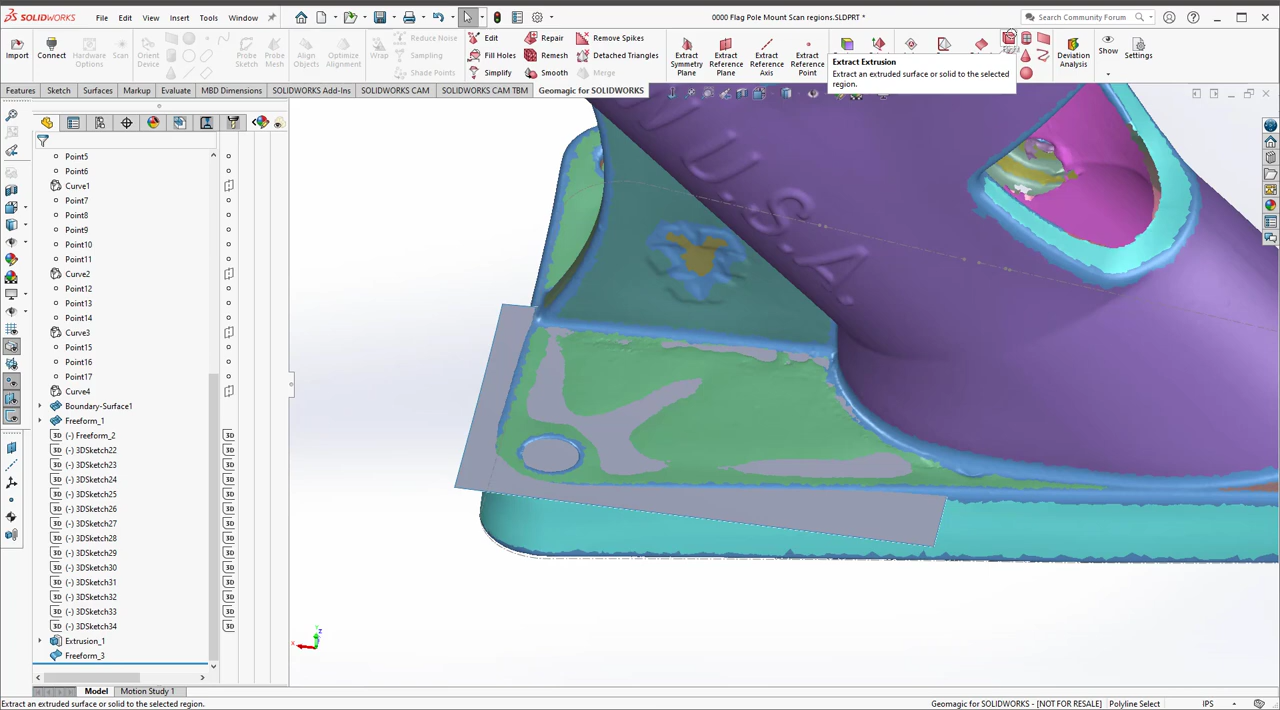 SOLIDWORKS File Edit View Insert Tools Window 0000 Flag Pole Mount Scan regions.SLDPRT * Search Community Forum
Import Connect Hardware Options Scan Orient Device Probe Mesh Probe Sketch Align Objects Optimize Alignment Wrap
Reduce Noise
Sampling
Shade Points
Edit Repair Remove Spikes
Fill Holes Remesh Detached Triangles
Simplify Smooth Merge
Extract Symmetry Plane Extract Reference Plane Extract Reference Axis Extract Reference Point
Deviation Analysis Show Settings
Extract Extrusion
Extract an extruded surface or solid to the selected
region.
Features Sketch Surfaces Markup Evaluate MBD Dimensions SOLIDWORKS Add-Ins SOLIDWORKS CAM SOLIDWORKS CAM TBM Geomagic for SOLIDWORKS
Point5
Point6
Curve1
Point7
Point8
Point9
Point10
Point11
Curve2
Point12
Point13
Point14
Curve3
Point15
Point16
Point17
Curve4
Boundary-Surface1
Freeform_1
(-) Freeform_2
(-) 3DSketch22
(-) 3DSketch23
(-) 3DSketch24
(-) 3DSketch25
(-) 3DSketch26
(-) 3DSketch27
(-) 3DSketch28
(-) 3DSketch29
(-) 3DSketch30
(-) 3DSketch31
(-) 3DSketch32
(-) 3DSketch33
(-) 3DSketch34
Extrusion_1
Freeform_3
U.S.A.
Model Motion Study 1
Extract an extruded surface or solid to the selected region. Geomagic for SOLIDWORKS - [NOT FOR RESALE) Polyline Select IPS